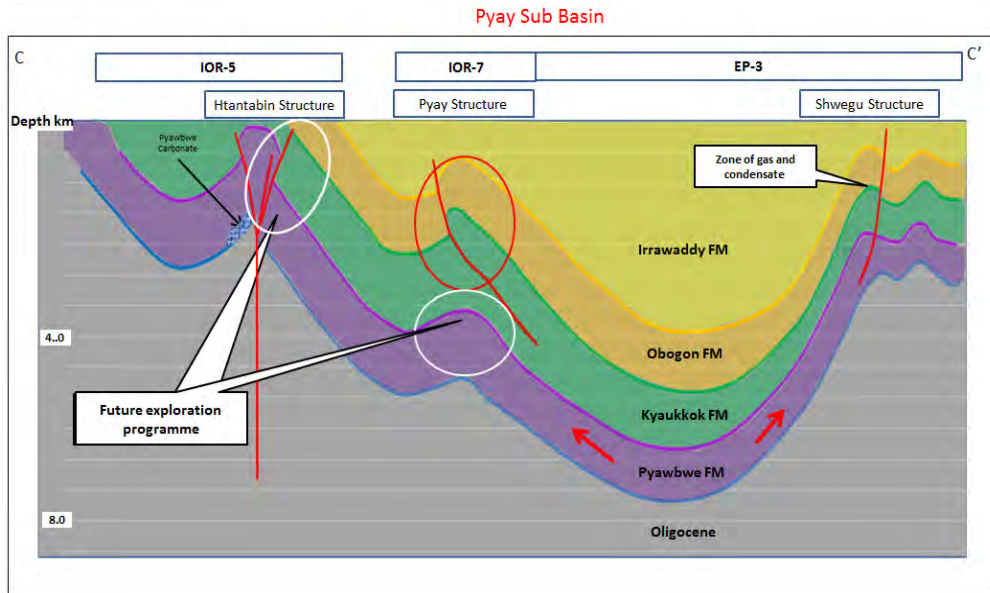 Pyay Sub Basin
C
C'
IOR-5
IOR-7
EP-3
Htantabin Structure
Pyay Structure
Shwegu Structure
Depth km
Pyawbwe
Carbonate
Zone of gas and
condensate
Irrawaddy FM
4..0
Obogon FM
Future exploration
programme
Kyaukkok FM
Pyawbwe FM
8.0
Oligocene